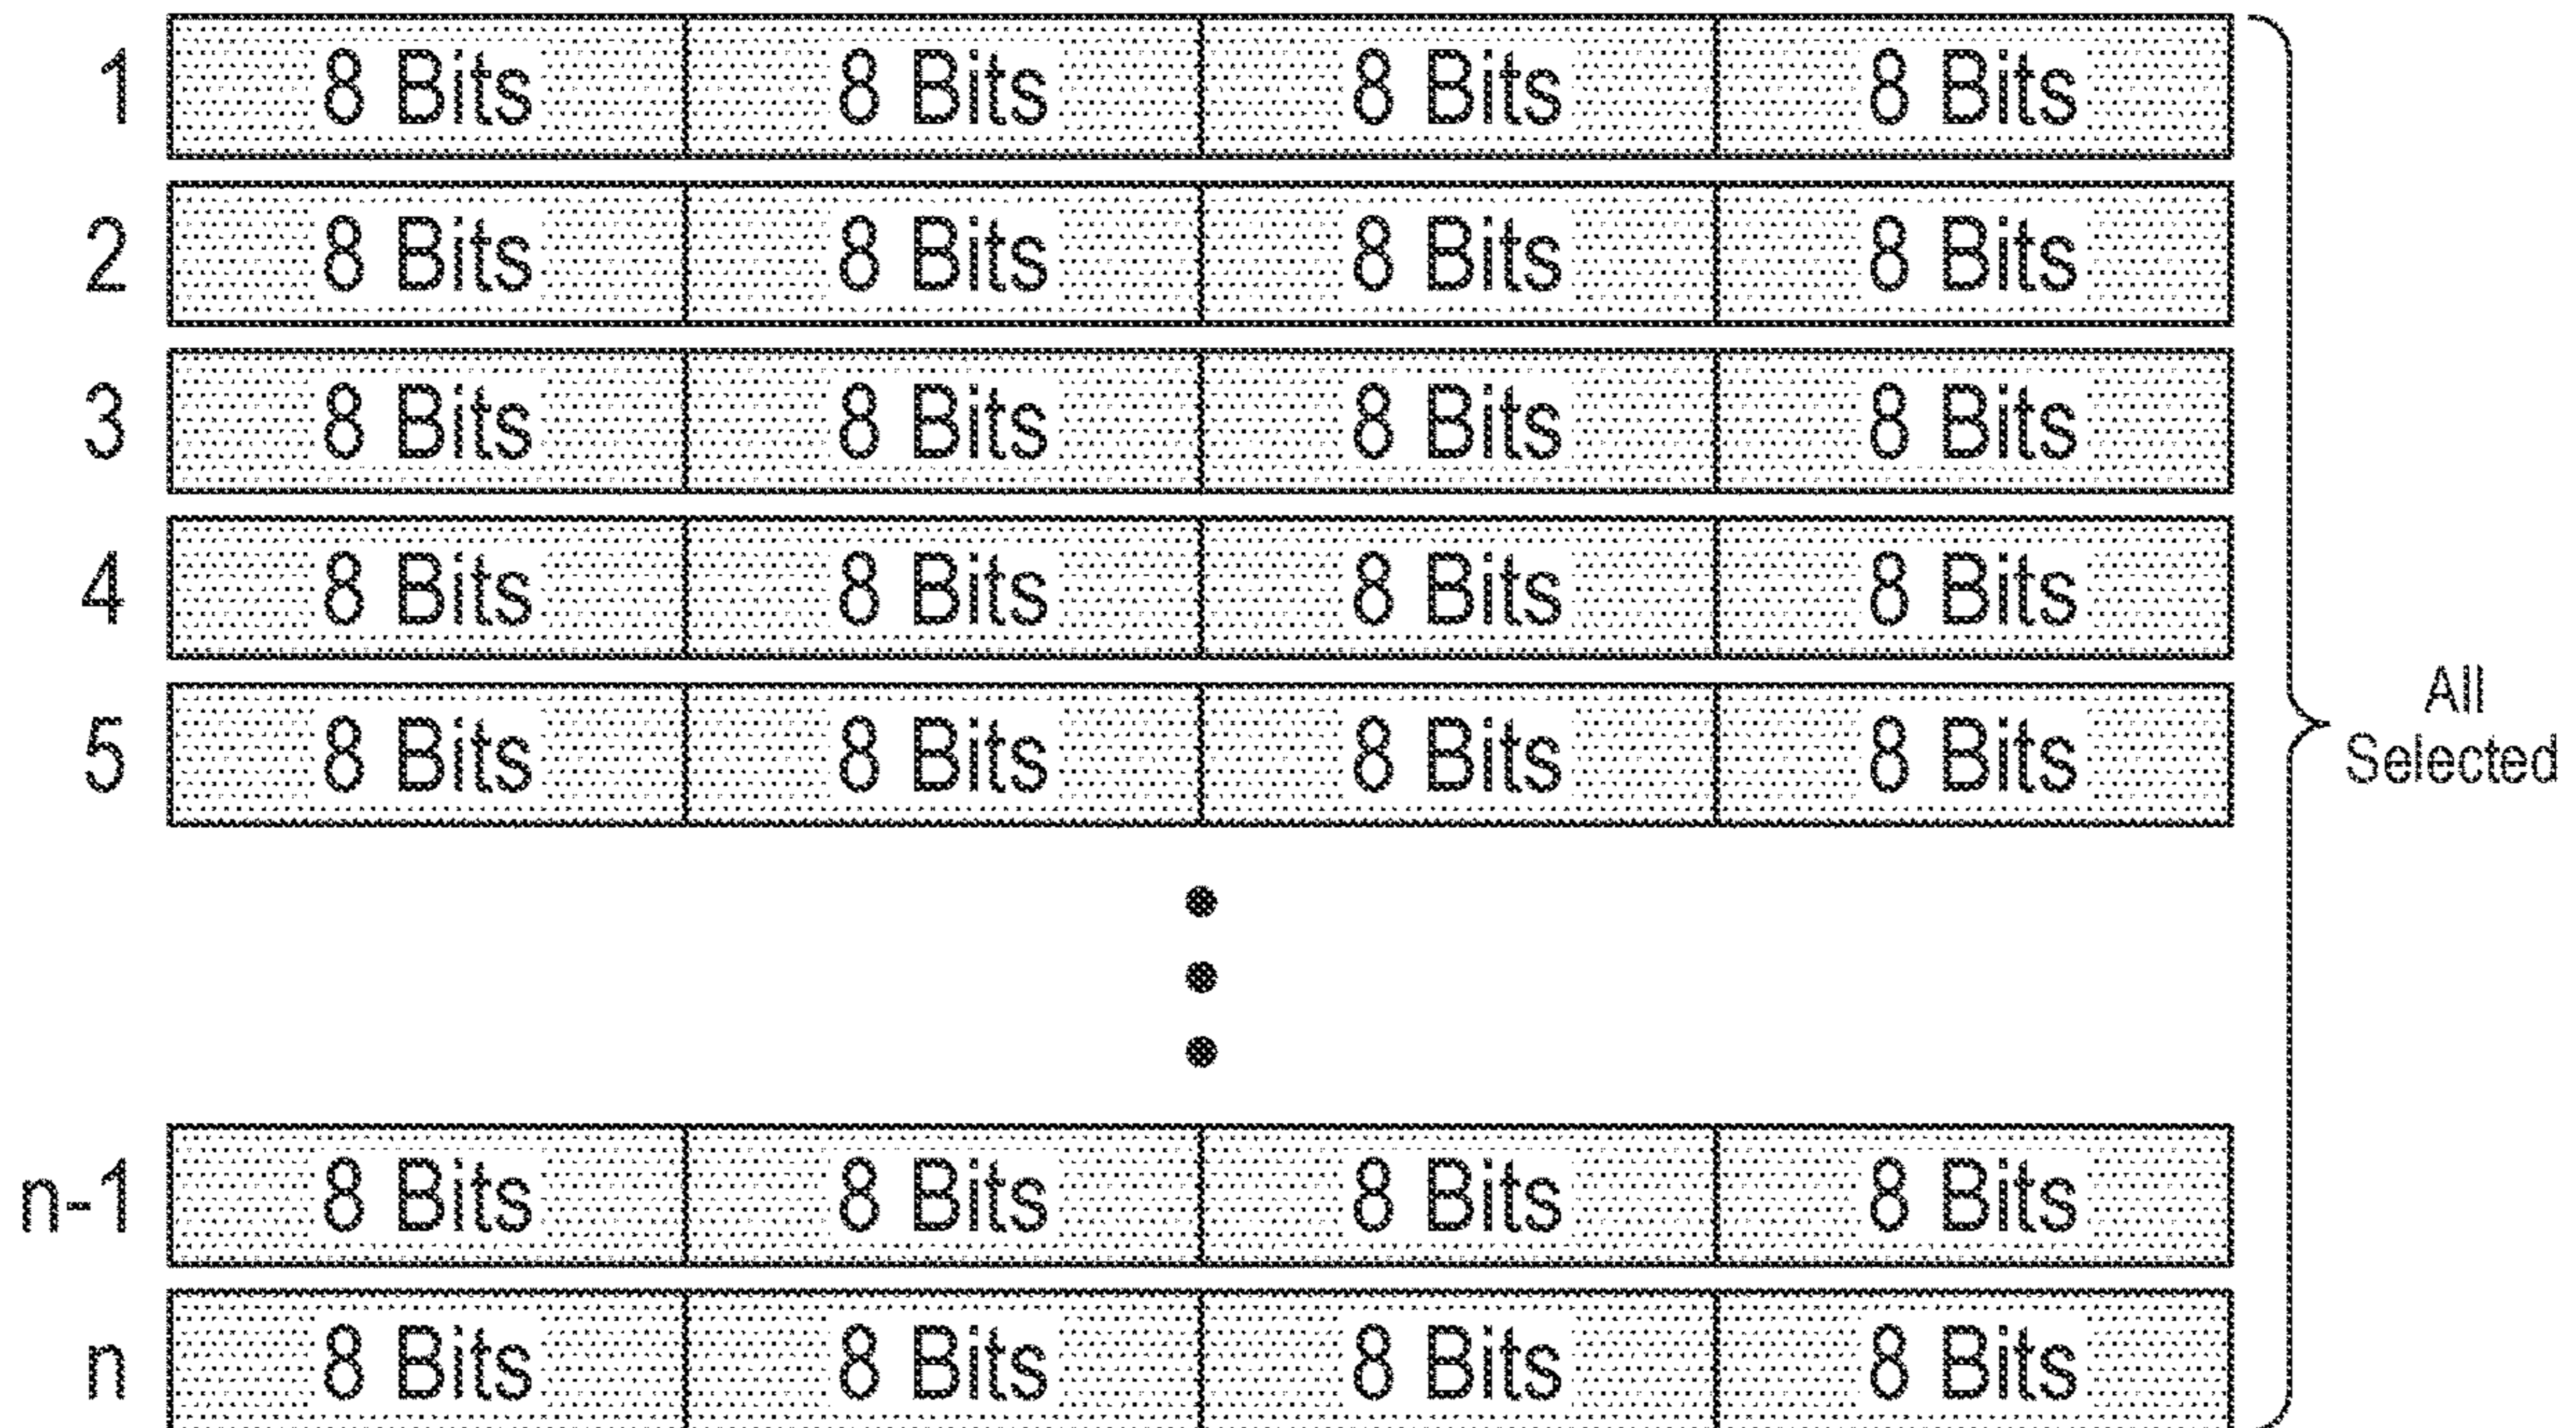 1 8 Bits 8 Bits 8 Bits 8 Bits
2 8 Bits 8 Bits 8 Bits 8 Bits
3 8 Bits 8 Bits 8 Bits 8 Bits
4 8 Bits 8 Bits 8 Bits 8 Bits
5 8 Bits 8 Bits 8 Bits 8 Bits
All
Selected
n-1 8 Bits 8 Bits 8 Bits 8 Bits
n 8 Bits 8 Bits 8 Bits 8 Bits